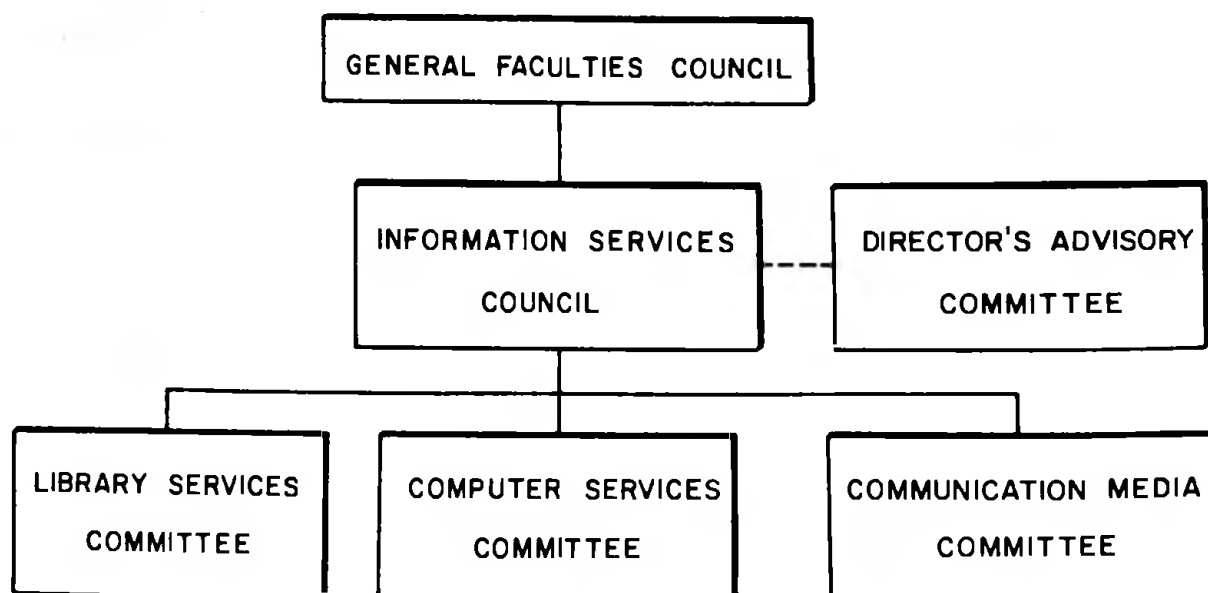 GENERAL FACULTIES COUNCIL
INFORMATION SERVICES
COUNCIL
DIRECTOR'S ADVISORY
COMMITTEE
LIBRARY SERVICES
COMMITTEE
COMPUTER SERVICES
COMMITTEE
COMMUNICATION MEDIA
COMMITTEE